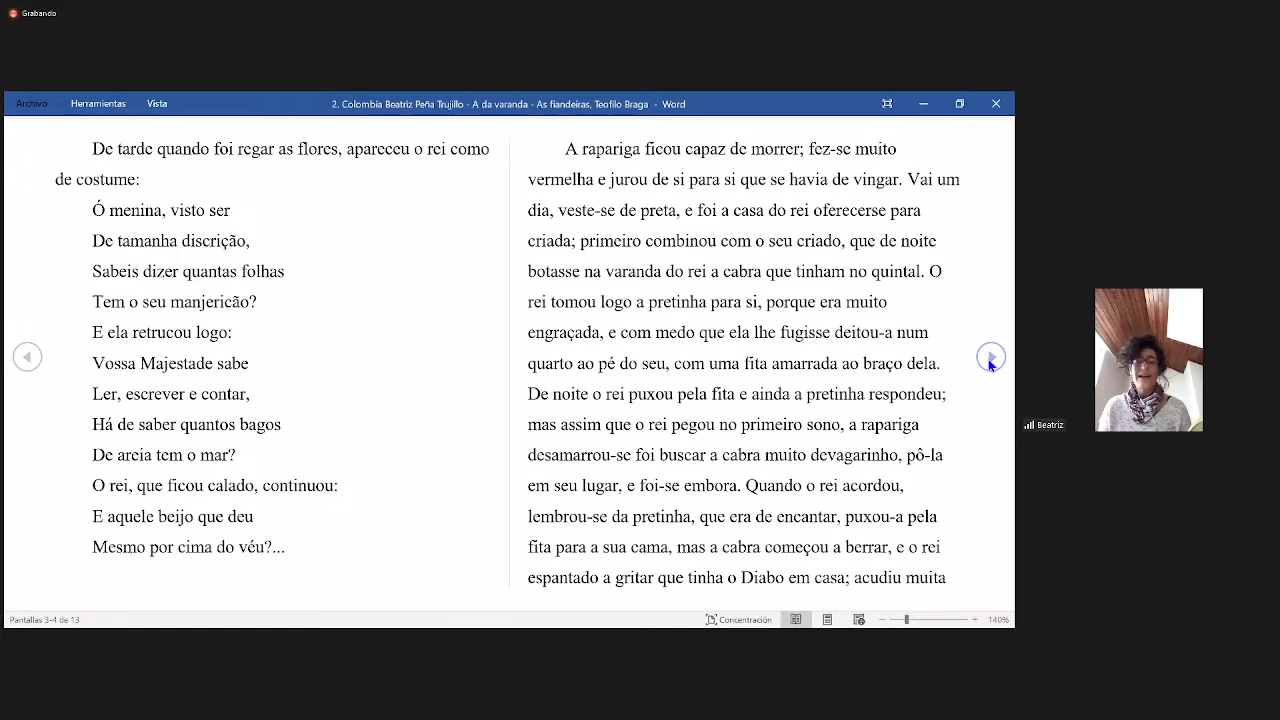 Grabando
Archivo Herramientas Vista 2. Colombia Beatriz Peña Trujillo - A da varanda - As fiandeiras, Teofilo Braga - Word
De tarde quando foi regar as flores, apareceu o rei como
de costume:
Ó menina, visto ser
De tamanha discrição,
Sabeis dizer quantas folhas
Tem o seu manjericão?
E ela retrucou logo:
Vossa Majestade sabe
Ler, escrever e contar,
Há de saber quantos bagos
De areia tem o mar?
O rei, que ficou calado, continuou:
E aquele beijo que deu
Mesmo por cima do véu?...
A rapariga ficou capaz de morrer; fez-se muito
vermelha e jurou de si para si que se havia de vingar. Vai um
dia, veste-se de preta, e foi a casa do rei oferecerse para
criada; primeiro combinou com o seu criado, que de noite
botasse na varanda do rei a cabra que tinham no quintal. O
rei tomou logo a pretinha para si, porque era muito
engraçada, e com medo que ela lhe fugisse deitou-a num
quarto ao pé do seu, com uma fita amarrada ao braço dela.
De noite o rei puxou pela fita e ainda a pretinha respondeu;
mas assim que o rei pegou no primeiro sono, a rapariga
desamarrou-se foi buscar a cabra muito devagarinho, pô-la
em seu lugar, e foi-se embora. Quando o rei acordou,
lembrou-se da pretinha, que era de encantar, puxou-a pela
fita para a sua cama, mas a cabra começou a berrar, e o rei
espantado a gritar que tinha o Diabo em casa; acudiu muita
Beatriz
Pantallas 3-4 de 13 Concentración 140%